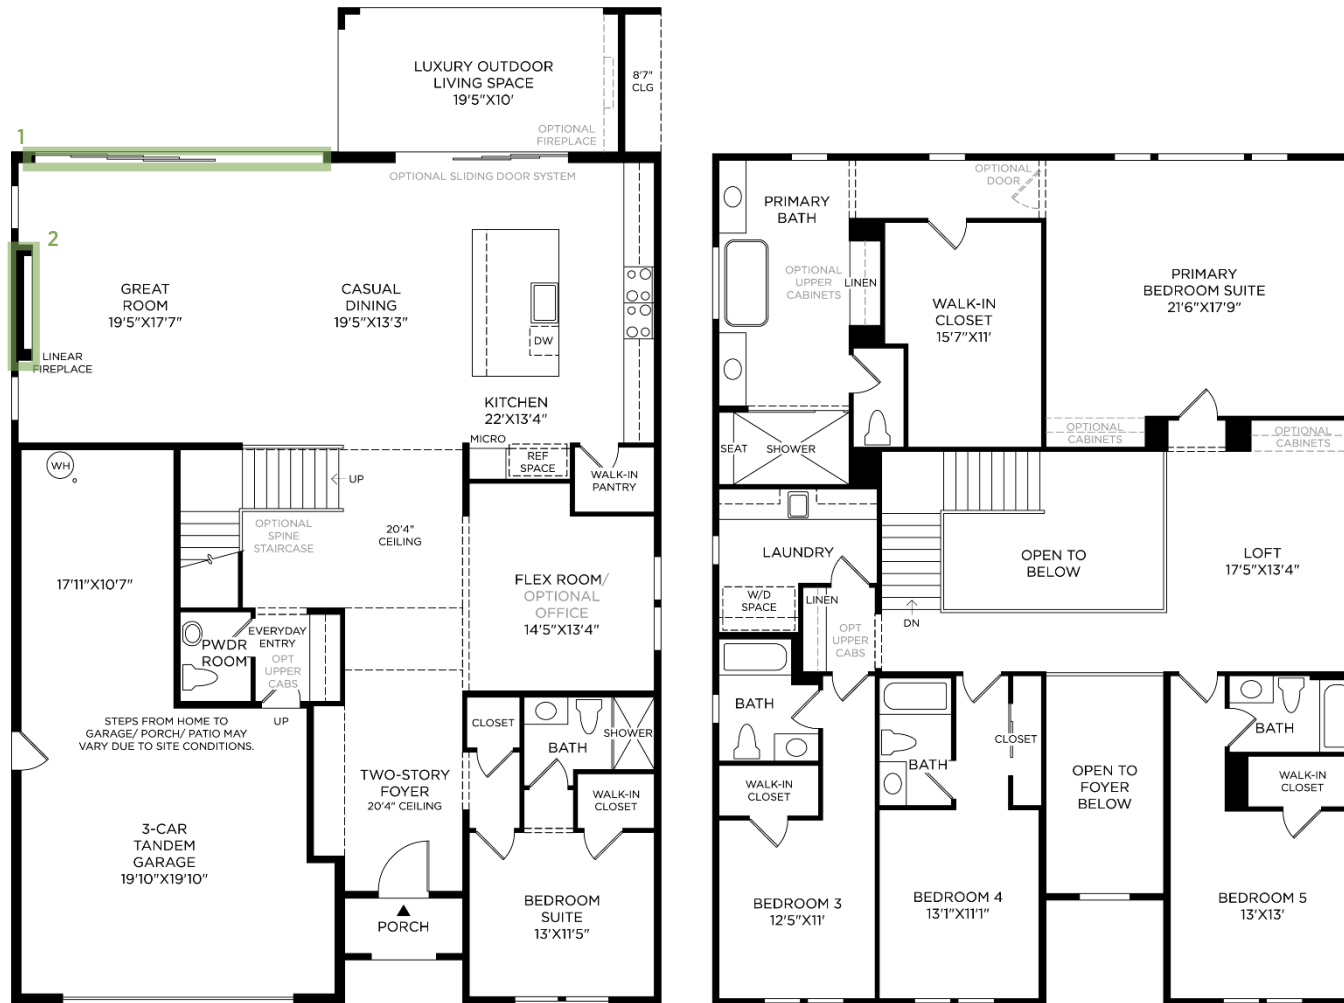 LUXURY OUTDOOR
LIVING SPACE
19'5"X10'
8'7"
CLG
OPTIONAL
FIREPLACE
1
OPTIONAL SLIDING DOOR SYSTEM
2
GREAT
ROOM
19'5"X17'7"
CASUAL
DINING
19'5"X13'3"
DW
LINEAR
FIREPLACE
KITCHEN
22'X13'4"
MICRO
REF
SPACE
WALK-IN
PANTRY
WH
UP
OPTIONAL
SPINE
STAIRCASE
20'4"
CEILING
17'11"X10'7"
FLEX ROOM/
OPTIONAL
OFFICE
14'5"X13'4"
PWDR
ROOM
EVERYDAY
ENTRY
OPT
UPPER
CABS
UP
STEPS FROM HOME TO
GARAGE/ PORCH/ PATIO MAY
VARY DUE TO SITE CONDITIONS.
CLOSET
BATH
SHOWER
TWO-STORY
FOYER
20'4" CEILING
WALK-IN
CLOSET
3-CAR
TANDEM
GARAGE
19'10"X19'10"
PORCH
BEDROOM
SUITE
13'X11'5"
PRIMARY
BATH
OPTIONAL
DOOR
OPTIONAL
UPPER
CABINETS
LINEN
WALK-IN
CLOSET
15'7"X11'
PRIMARY
BEDROOM SUITE
21'6"X17'9"
OPTIONAL
CABINETS
OPTIONAL
CABINETS
SEAT
SHOWER
LAUNDRY
W/D
SPACE
LINEN
OPT
UPPER
CABS
DN
OPEN TO
BELOW
LOFT
17'5"X13'4"
BATH
WALK-IN
CLOSET
BATH
CLOSET
OPEN TO
FOYER
BELOW
BATH
WALK-IN
CLOSET
BEDROOM 3
12'5"X11'
BEDROOM 4
13'1"X11'1"
BEDROOM 5
13'X13'